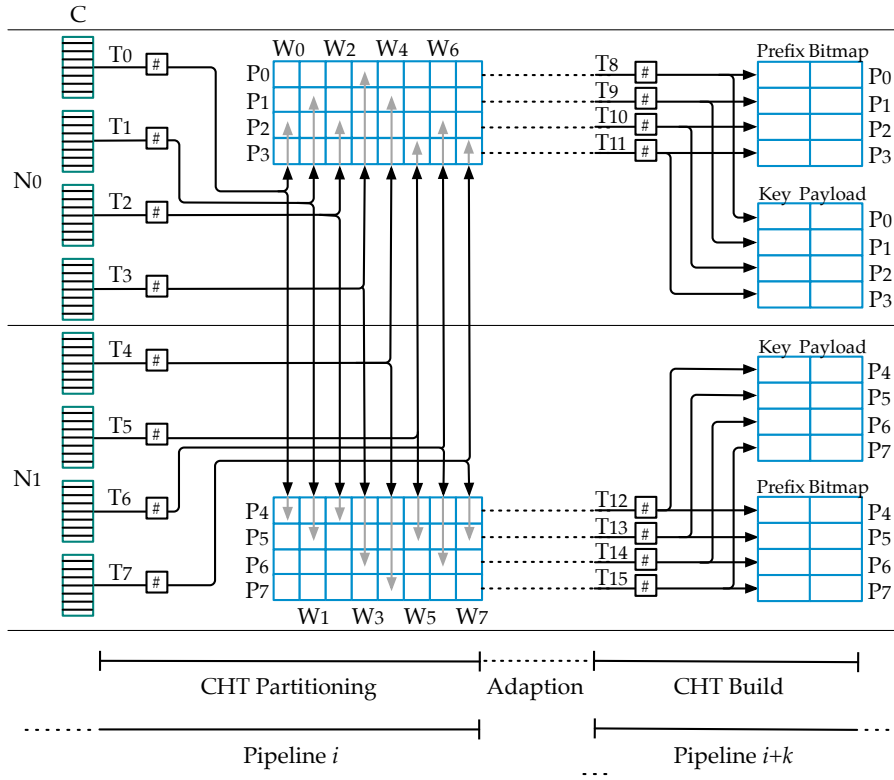 C
W0 W2 W4 W6
T0 #
T1 #
T2 #
T3 #
N0
P0
P1
P2
P3
T8 #
T9 #
T10 #
T11 #
Prefix Bitmap
P0
P1
P2
P3
Key Payload
P0
P1
P2
P3
T4 #
T5 #
T6 #
T7 #
N1
P4
P5
P6
P7
W1 W3 W5 W7
T12 #
T13 #
T14 #
T15 #
Key Payload
P4
P5
P6
P7
Prefix Bitmap
P4
P5
P6
P7
CHT Partitioning Adaption CHT Build
Pipeline i Pipeline i+k